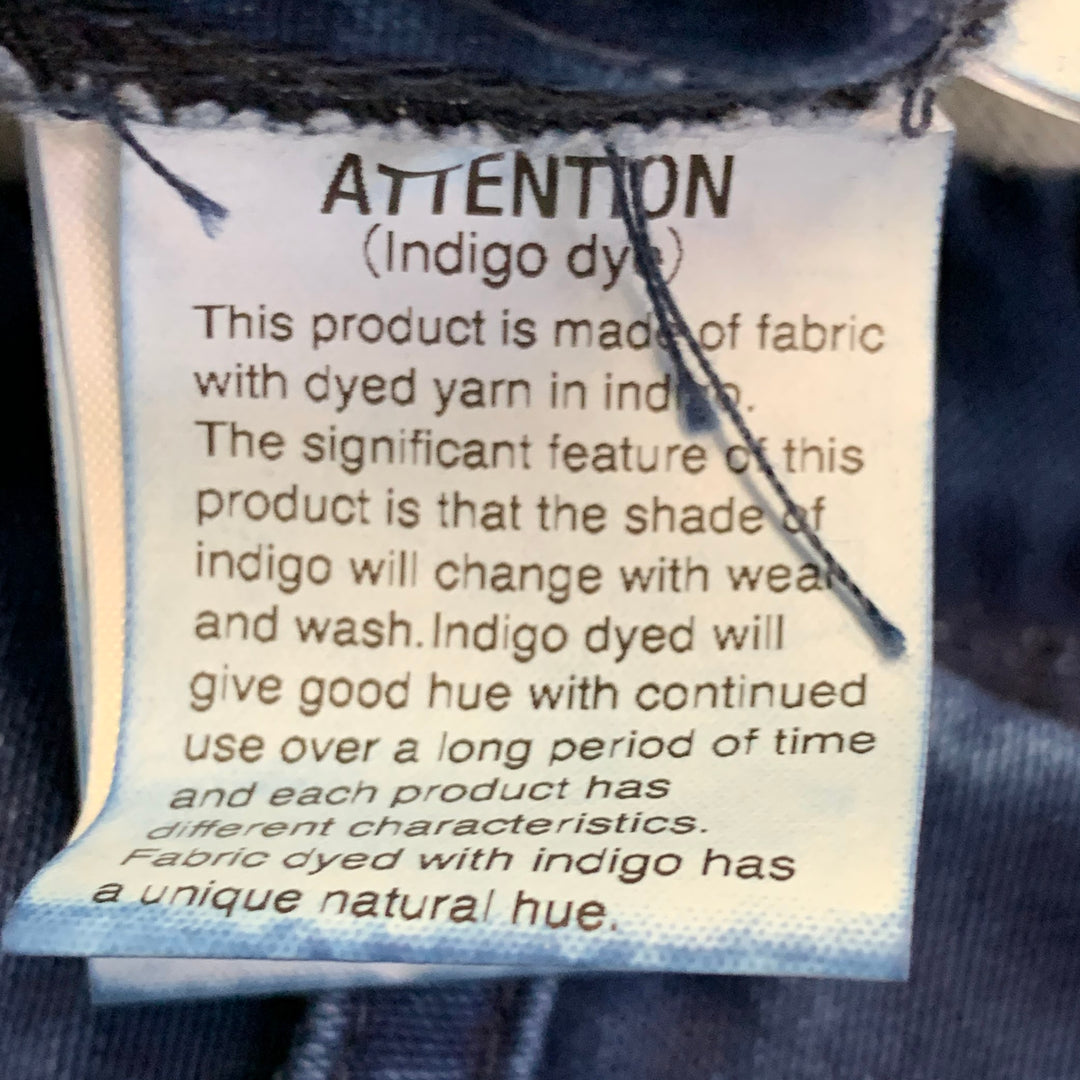 ATTENTION
(Indigo dye)
This product is made of fabric
with dyed yarn in indigo.
The significant feature of this
product is that the shade of
indigo will change with wear
and wash.Indigo dyed will
give good hue with continued
use over a long period of time
and each product has
different characteristics.
Fabric dyed with indigo has
a unique natural hue.